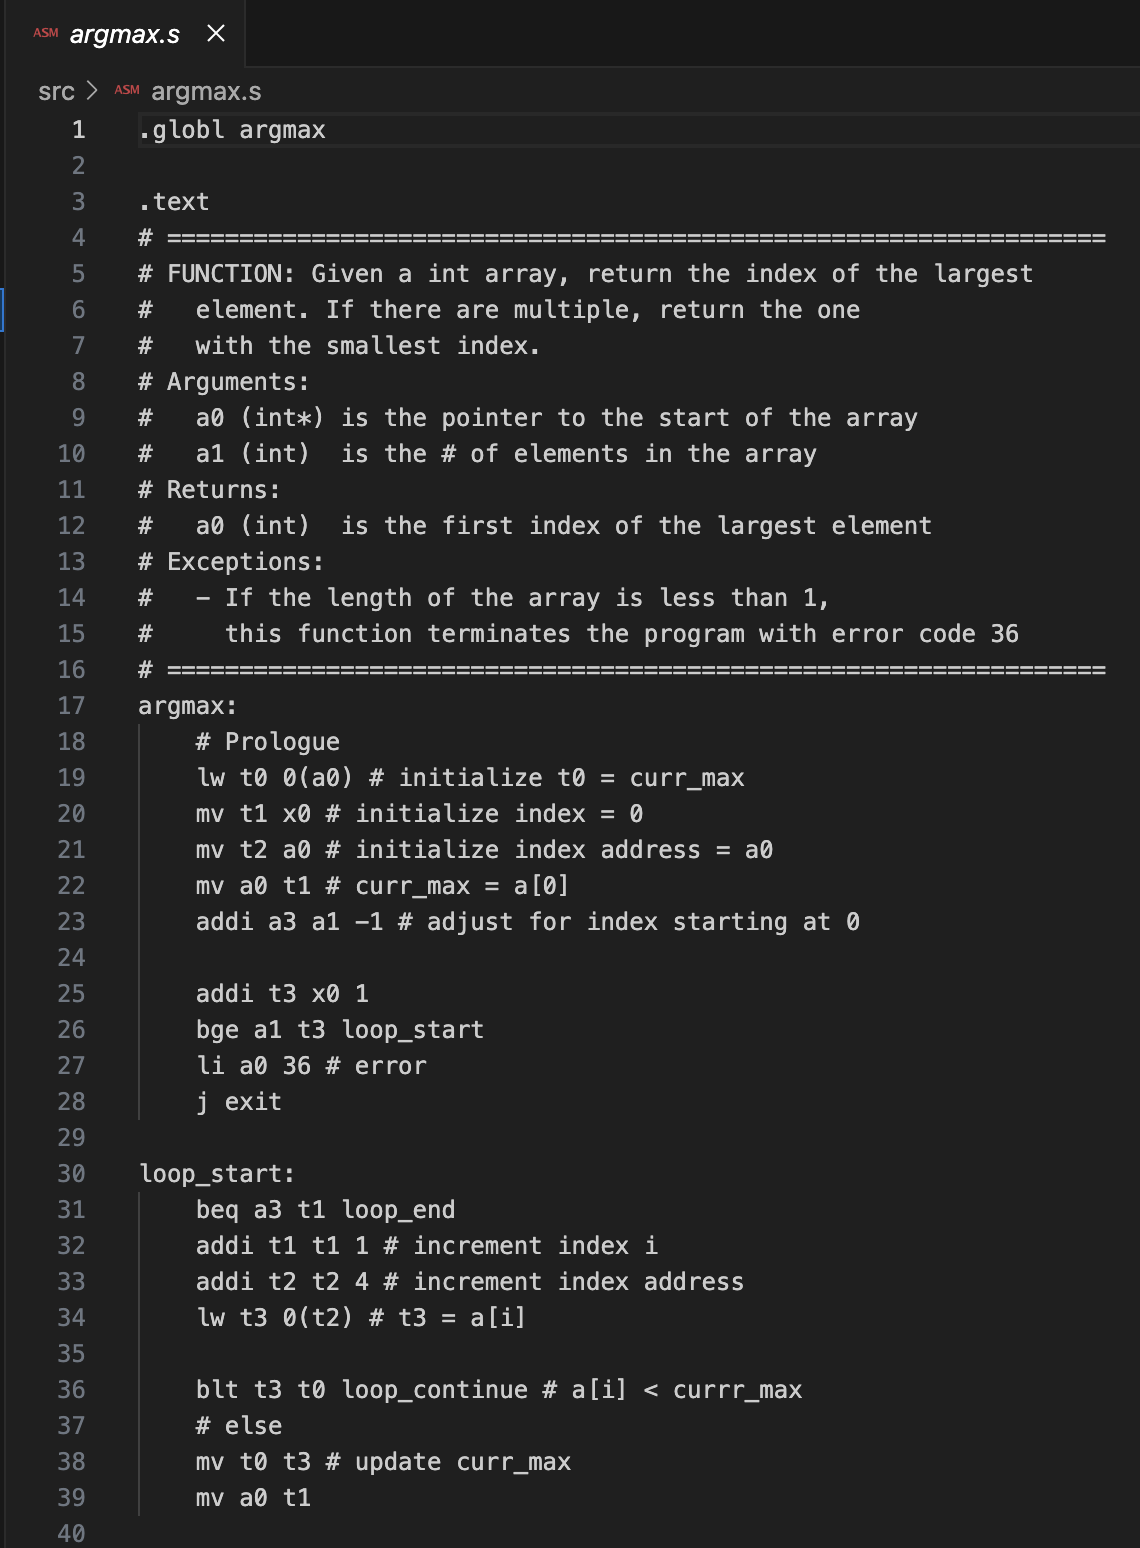 ASM argmax.s ×
src > ASM argmax.s
1 .globl argmax
2
3 .text
4 # =================================================================
5 # FUNCTION: Given a int array, return the index of the largest
6 #   element. If there are multiple, return the one
7 #   with the smallest index.
8 # Arguments:
9 #   a0 (int*) is the pointer to the start of the array
10 #   a1 (int)  is the # of elements in the array
11 # Returns:
12 #   a0 (int)  is the first index of the largest element
13 # Exceptions:
14 #   - If the length of the array is less than 1,
15 #     this function terminates the program with error code 36
16 # =================================================================
17 argmax:
18     # Prologue
19     lw t0 0(a0) # initialize t0 = curr_max
20     mv t1 x0 # initialize index = 0
21     mv t2 a0 # initialize index address = a0
22     mv a0 t1 # curr_max = a[0]
23     addi a3 a1 -1 # adjust for index starting at 0
24
25     addi t3 x0 1
26     bge a1 t3 loop_start
27     li a0 36 # error
28     j exit
29
30 loop_start:
31     beq a3 t1 loop_end
32     addi t1 t1 1 # increment index i
33     addi t2 t2 4 # increment index address
34     lw t3 0(t2) # t3 = a[i]
35
36     blt t3 t0 loop_continue # a[i] < currr_max
37     # else
38     mv t0 t3 # update curr_max
39     mv a0 t1
40